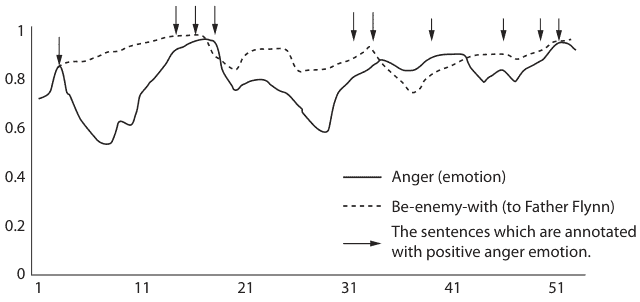 1
0.8
0.6
0.4
0.2
0
1 11 21 31 41 51
Anger (emotion)
Be-enemy-with (to Father Flynn)
The sentences which are annotated
with positive anger emotion.